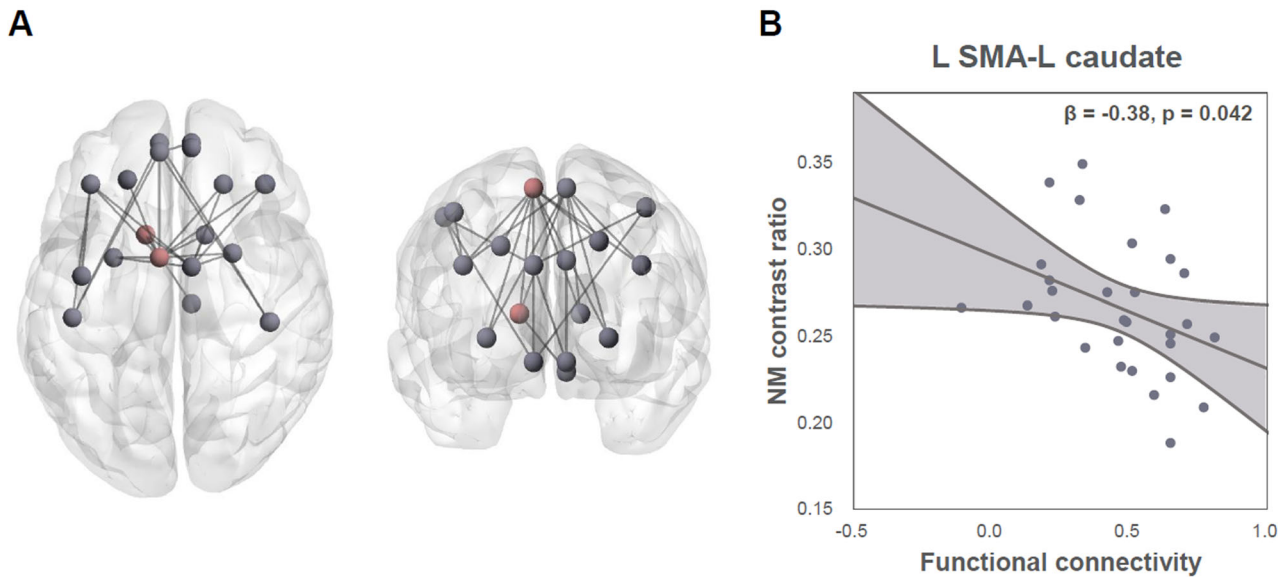 A
B
L SMA-L caudate
β = -0.38, p = 0.042
NM contrast ratio
0.35
0.30
0.25
0.20
0.15
-0.5
0.0
0.5
1.0
Functional connectivity